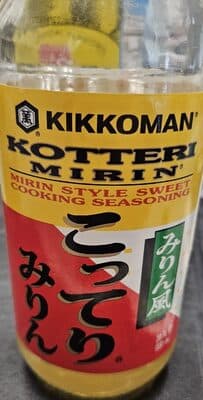 KIKKOMAN®
KOTTERI
MIRIN®
MIRIN STYLE SWEET
COOKING SEASONING
みりん風
こってり
みりん®